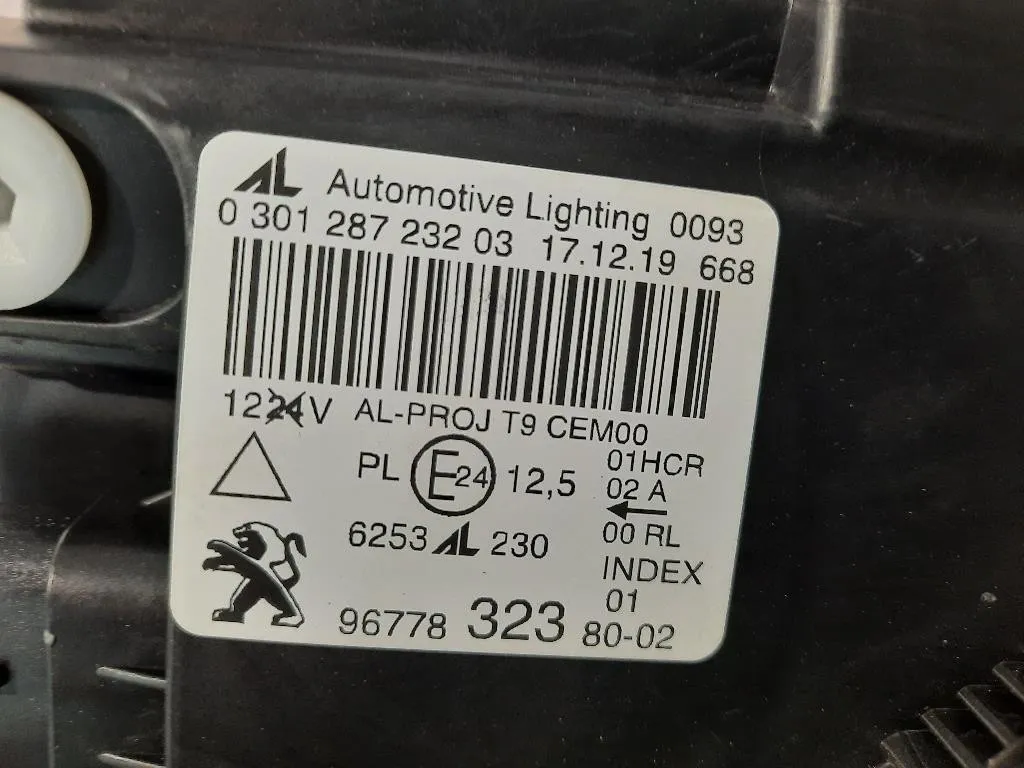 AL Automotive Lighting 0093
0 301 287 232 03 17.12.19 668
1224V AL-PROJ T9 CEM00
01HCR
PL E24 12,5 02 A
00 RL
6253 AL 230
INDEX
01
96778 323 80-02